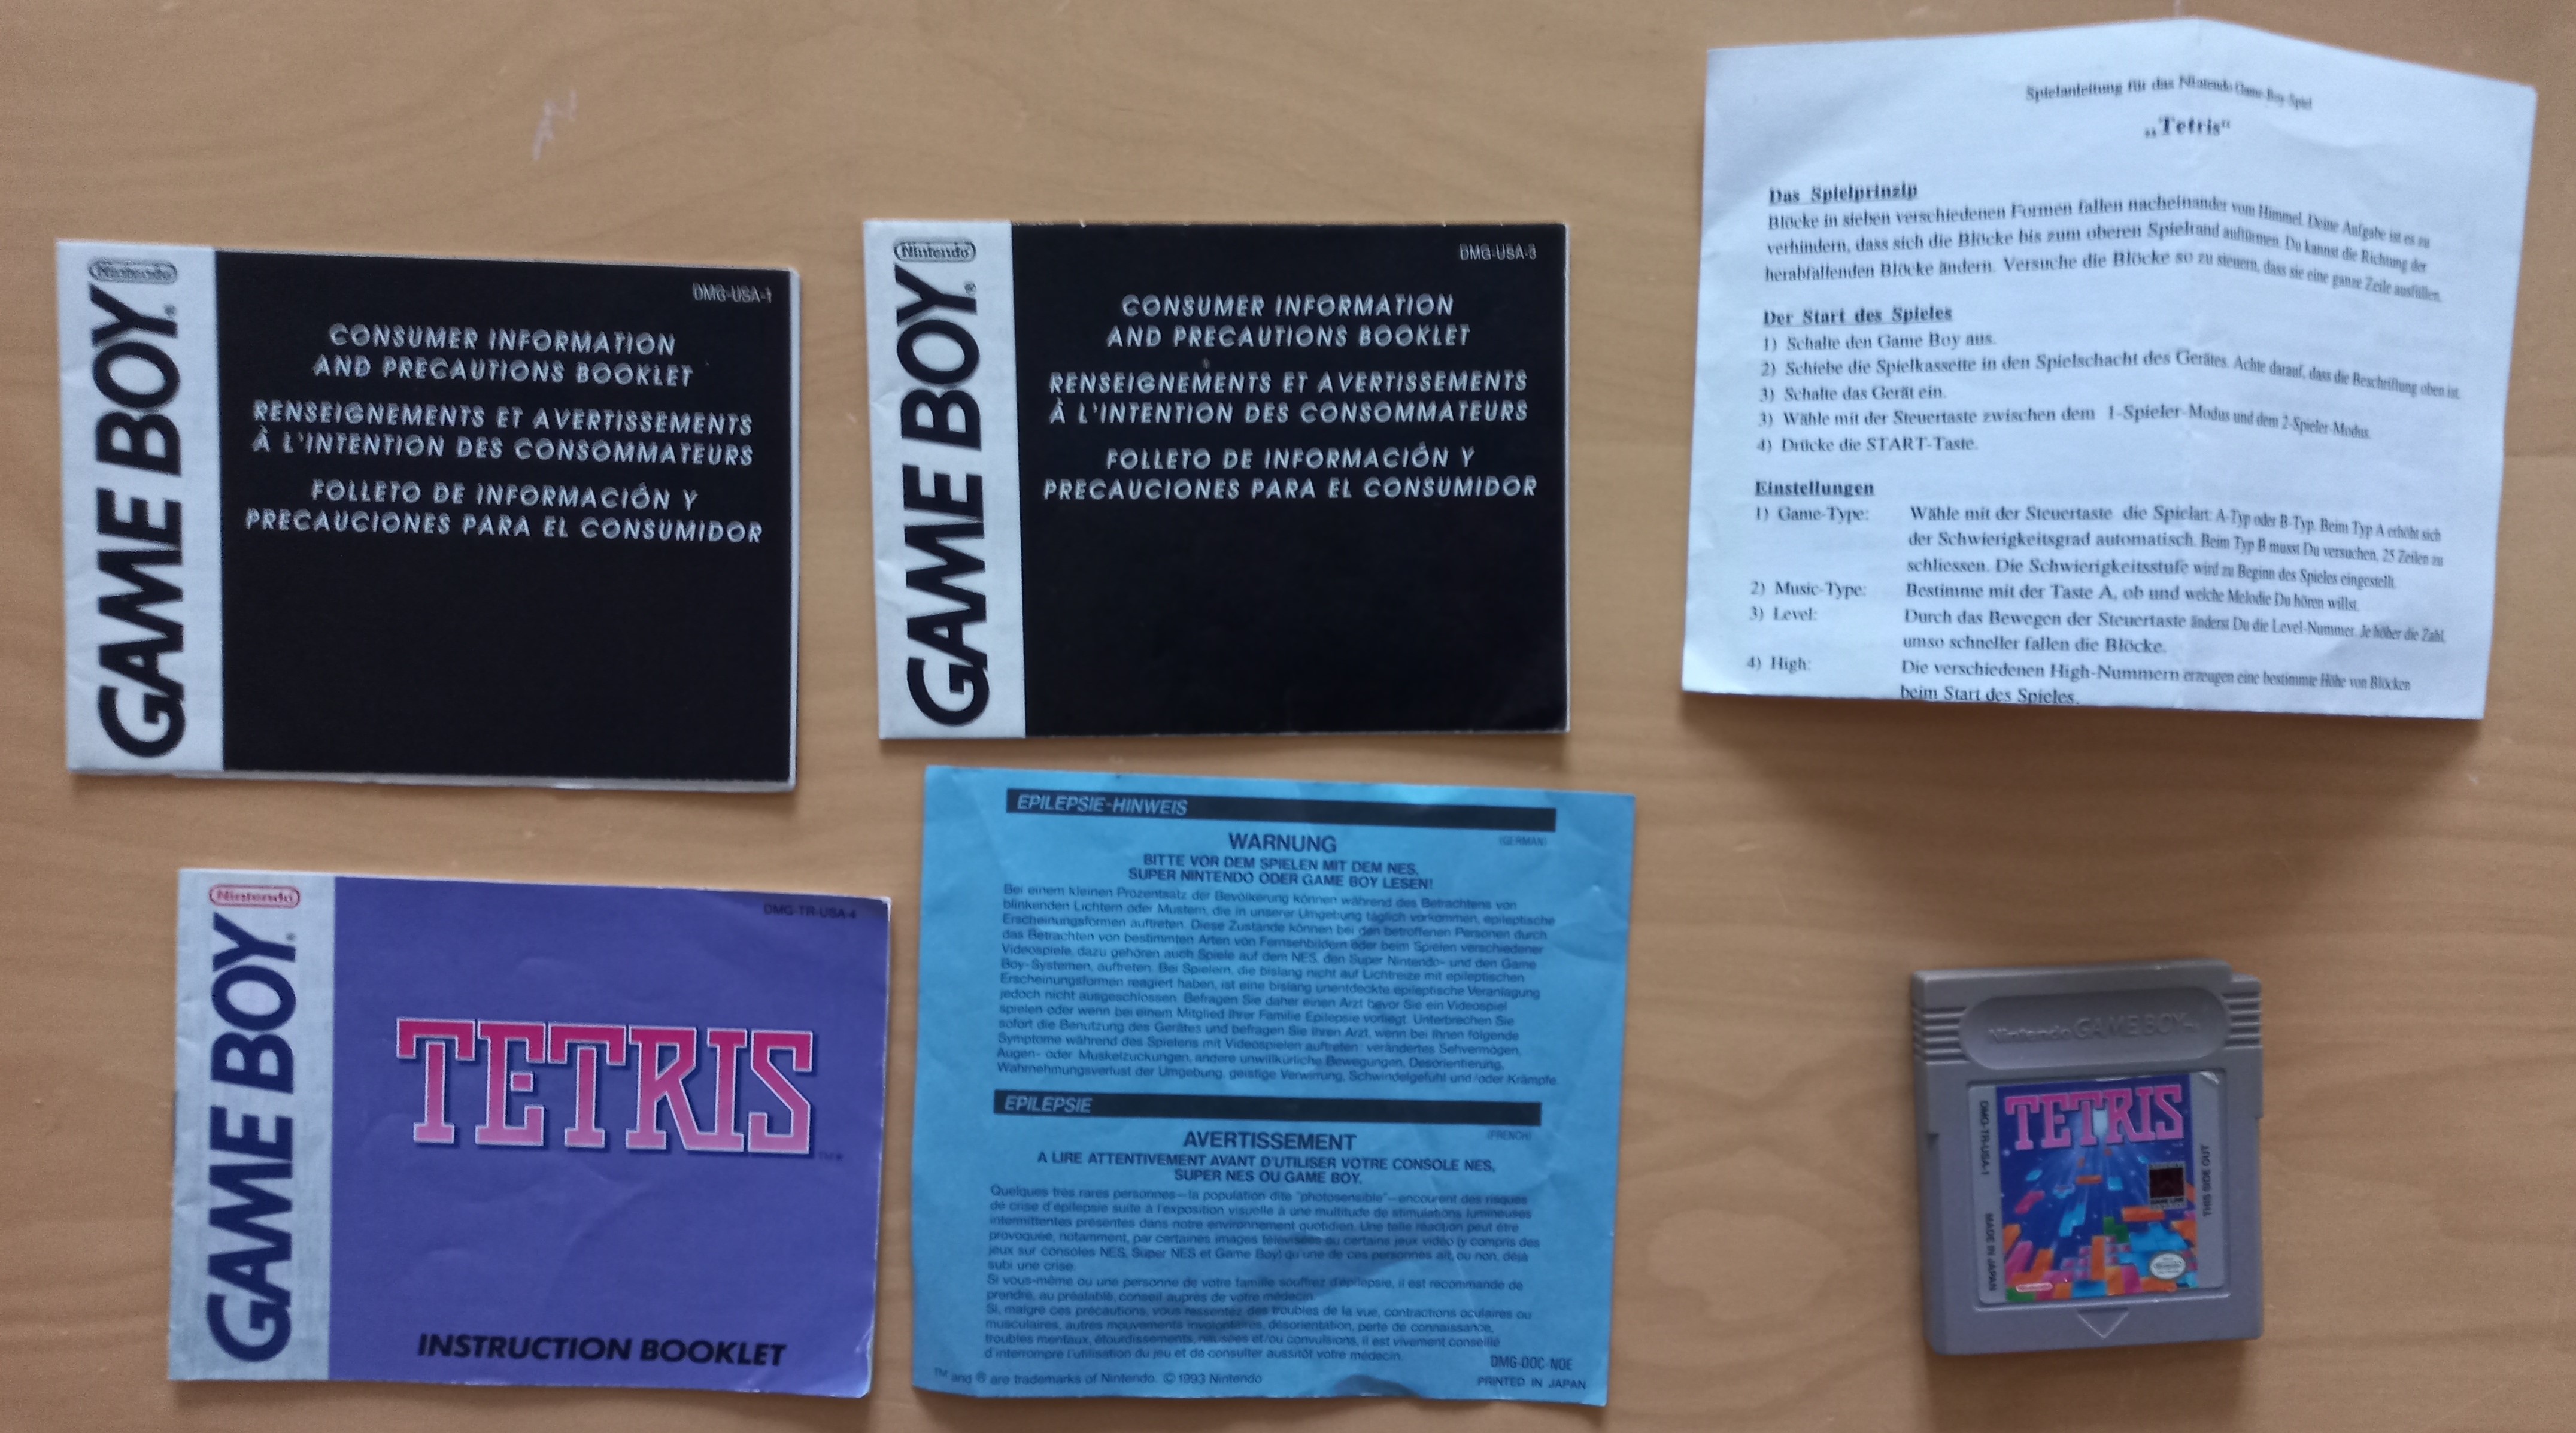 Nintendo
GAME BOY®
DMG-USA-1
CONSUMER INFORMATION
AND PRECAUTIONS BOOKLET
RENSEIGNEMENTS ET AVERTISSEMENTS
À L'INTENTION DES CONSOMMATEURS
FOLLETO DE INFORMACIÓN Y
PRECAUCIONES PARA EL CONSUMIDOR
Nintendo
GAME BOY®
DMG-USA-3
CONSUMER INFORMATION
AND PRECAUTIONS BOOKLET
RENSEIGNEMENTS ET AVERTISSEMENTS
À L'INTENTION DES CONSOMMATEURS
FOLLETO DE INFORMACIÓN Y
PRECAUCIONES PARA EL CONSUMIDOR
Spielanleitung für das Nintendo Game-Boy-Spiel
„Tetris“
Das Spielprinzip
Blöcke in sieben verschiedenen Formen fallen nacheinander vom Himmel. Deine Aufgabe ist es zu
verhindern, dass sich die Blöcke bis zum oberen Spielrand auftürmen. Du kannst die Richtung der
herabfallenden Blöcke ändern. Versuche die Blöcke so zu steuern, dass sie eine ganze Zeile ausfüllen.
Der Start des Spieles
1) Schalte den Game Boy aus.
2) Schiebe die Spielkassette in den Spielschacht des Gerätes. Achte darauf, dass die Beschriftung oben ist.
3) Schalte das Gerät ein.
3) Wähle mit der Steuertaste zwischen dem 1-Spieler-Modus und dem 2-Spieler-Modus.
4) Drücke die START-Taste.
Einstellungen
1) Game-Type: Wähle mit der Steuertaste die Spielart: A-Typ oder B-Typ. Beim Typ A erhöht sich
der Schwierigkeitsgrad automatisch. Beim Typ B musst Du versuchen, 25 Zeilen zu
schliessen. Die Schwierigkeitsstufe wird zu Beginn des Spieles eingestellt.
2) Music-Type: Bestimme mit der Taste A, ob und welche Melodie Du hören willst.
3) Level: Durch das Bewegen der Steuertaste änderst Du die Level-Nummer. Je höher die Zahl,
umso schneller fallen die Blöcke.
4) High: Die verschiedenen High-Nummern erzeugen eine bestimmte Höhe von Blöcken
beim Start des Spieles.
Nintendo
GAME BOY®
DMG-TR-USA-4
TETRIS
TM
INSTRUCTION BOOKLET
EPILEPSIE-HINWEIS
WARNUNG
(GERMAN)
BITTE VOR DEM SPIELEN MIT DEM NES,
SUPER NINTENDO ODER GAME BOY LESEN!
Bei einem kleinen Prozentsatz der Bevölkerung können während des Betrachtens von
blinkenden Lichtern oder Mustern, die in unserer Umgebung täglich vorkommen, epileptische
Erscheinungsformen auftreten. Diese Zustände können bei den betroffenen Personen durch
das Betrachten von bestimmten Arten von Fernsehbildern oder beim Spielen verschiedener
Videospiele, dazu gehören auch Spiele auf dem NES, den Super Nintendo- und den Game
Boy-Systemen, auftreten. Bei Spielern, die bislang nicht auf Lichtreize mit epileptischen
Erscheinungsformen reagiert haben, ist eine bislang unentdeckte epileptische Veranlagung
jedoch nicht ausgeschlossen. Befragen Sie daher einen Arzt bevor Sie ein Videospiel
spielen oder wenn bei einem Mitglied Ihrer Familie Epilepsie vorliegt. Unterbrechen Sie
sofort die Benutzung des Gerätes und befragen Sie Ihren Arzt, wenn bei Ihnen folgende
Symptome während des Spielens mit Videospielen auftreten: verändertes Sehvermögen,
Augen- oder Muskelzuckungen, andere unwillkürliche Bewegungen, Desorientierung,
Wahrnehmungsverlust der Umgebung, geistige Verwirrung, Schwindelgefühl und/oder Krämpfe.
EPILEPSIE
AVERTISSEMENT
(FRENCH)
A LIRE ATTENTIVEMENT AVANT D'UTILISER VOTRE CONSOLE NES,
SUPER NES OU GAME BOY.
Quelques très rares personnes—la population dite "photosensible"—encourent des risques
de crise d'épilepsie suite à l'exposition visuelle à une multitude de stimulations lumineuses
intermittentes présentes dans notre environnement quotidien. Une telle réaction peut être
provoquée, notamment, par certaines images télévisées ou certains jeux vidéo (y compris des
jeux sur consoles NES, Super NES et Game Boy) qu'une de ces personnes ait, ou non, déjà
subi une crise.
Si vous-même ou une personne de votre famille souffrez d'épilepsie, il est recommandé de
prendre, au préalable, conseil auprès de votre médecin.
Si, malgré ces précautions, vous ressentez des troubles de la vue, contractions oculaires ou
musculaires, autres mouvements involontaires, désorientation, perte de connaissance,
troubles mentaux, étourdissements, nausées et/ou convulsions, il est vivement conseillé
d'interrompre l'utilisation du jeu et de consulter aussitôt votre médecin.
DMG-DOC-NOE
TM and ® are trademarks of Nintendo. © 1993 Nintendo
PRINTED IN JAPAN
Nintendo GAME BOY
TETRIS
DMG-TR-USA-1
MADE IN JAPAN
THIS SIDE OUT
GAME LINK
Nintendo